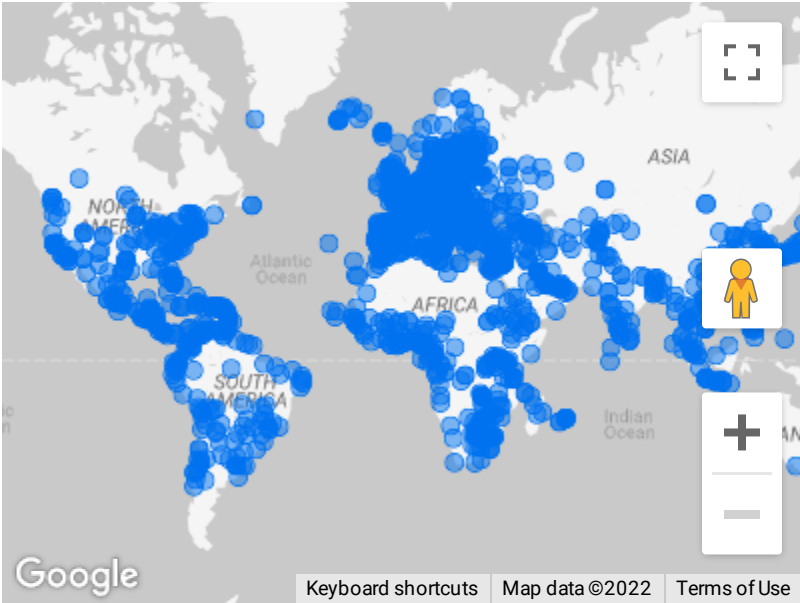 ASIA
NORTH
AMERICA
Atlantic
Ocean
AFRICA
SOUTH
AMERICA
Indian
Ocean
Google
Keyboard shortcuts
Map data ©2022
Terms of Use